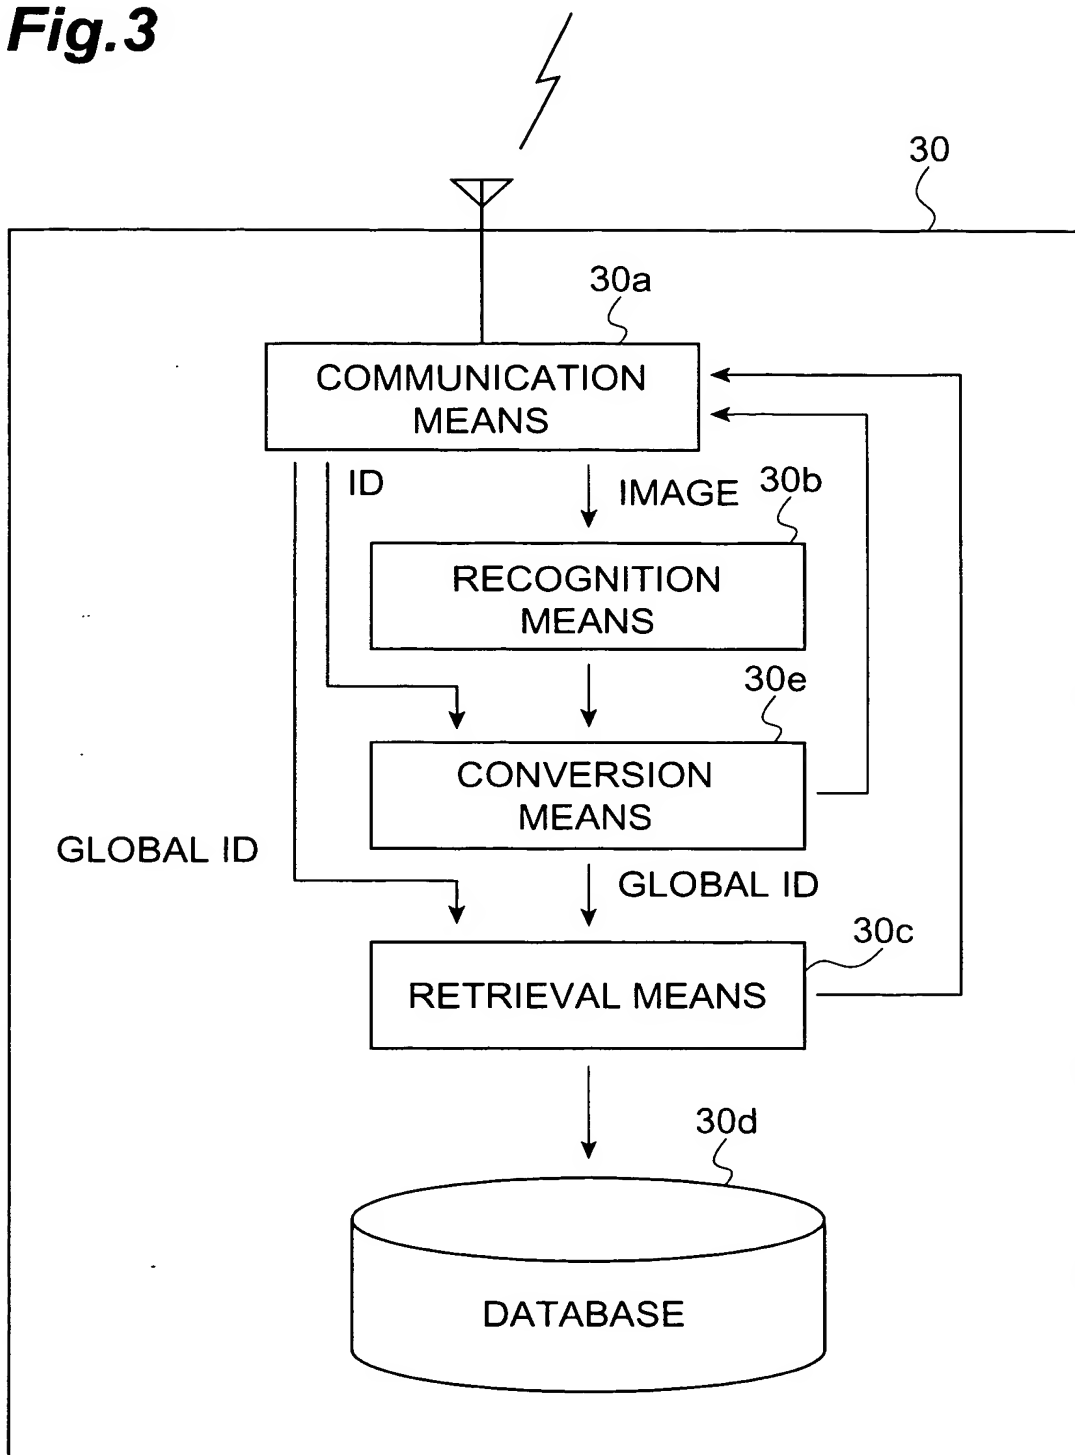 Fig.3
30
30a
COMMUNICATION
MEANS
ID
IMAGE
30b
RECOGNITION
MEANS
30e
CONVERSION
MEANS
GLOBAL ID
GLOBAL ID
30c
RETRIEVAL MEANS
30d
DATABASE